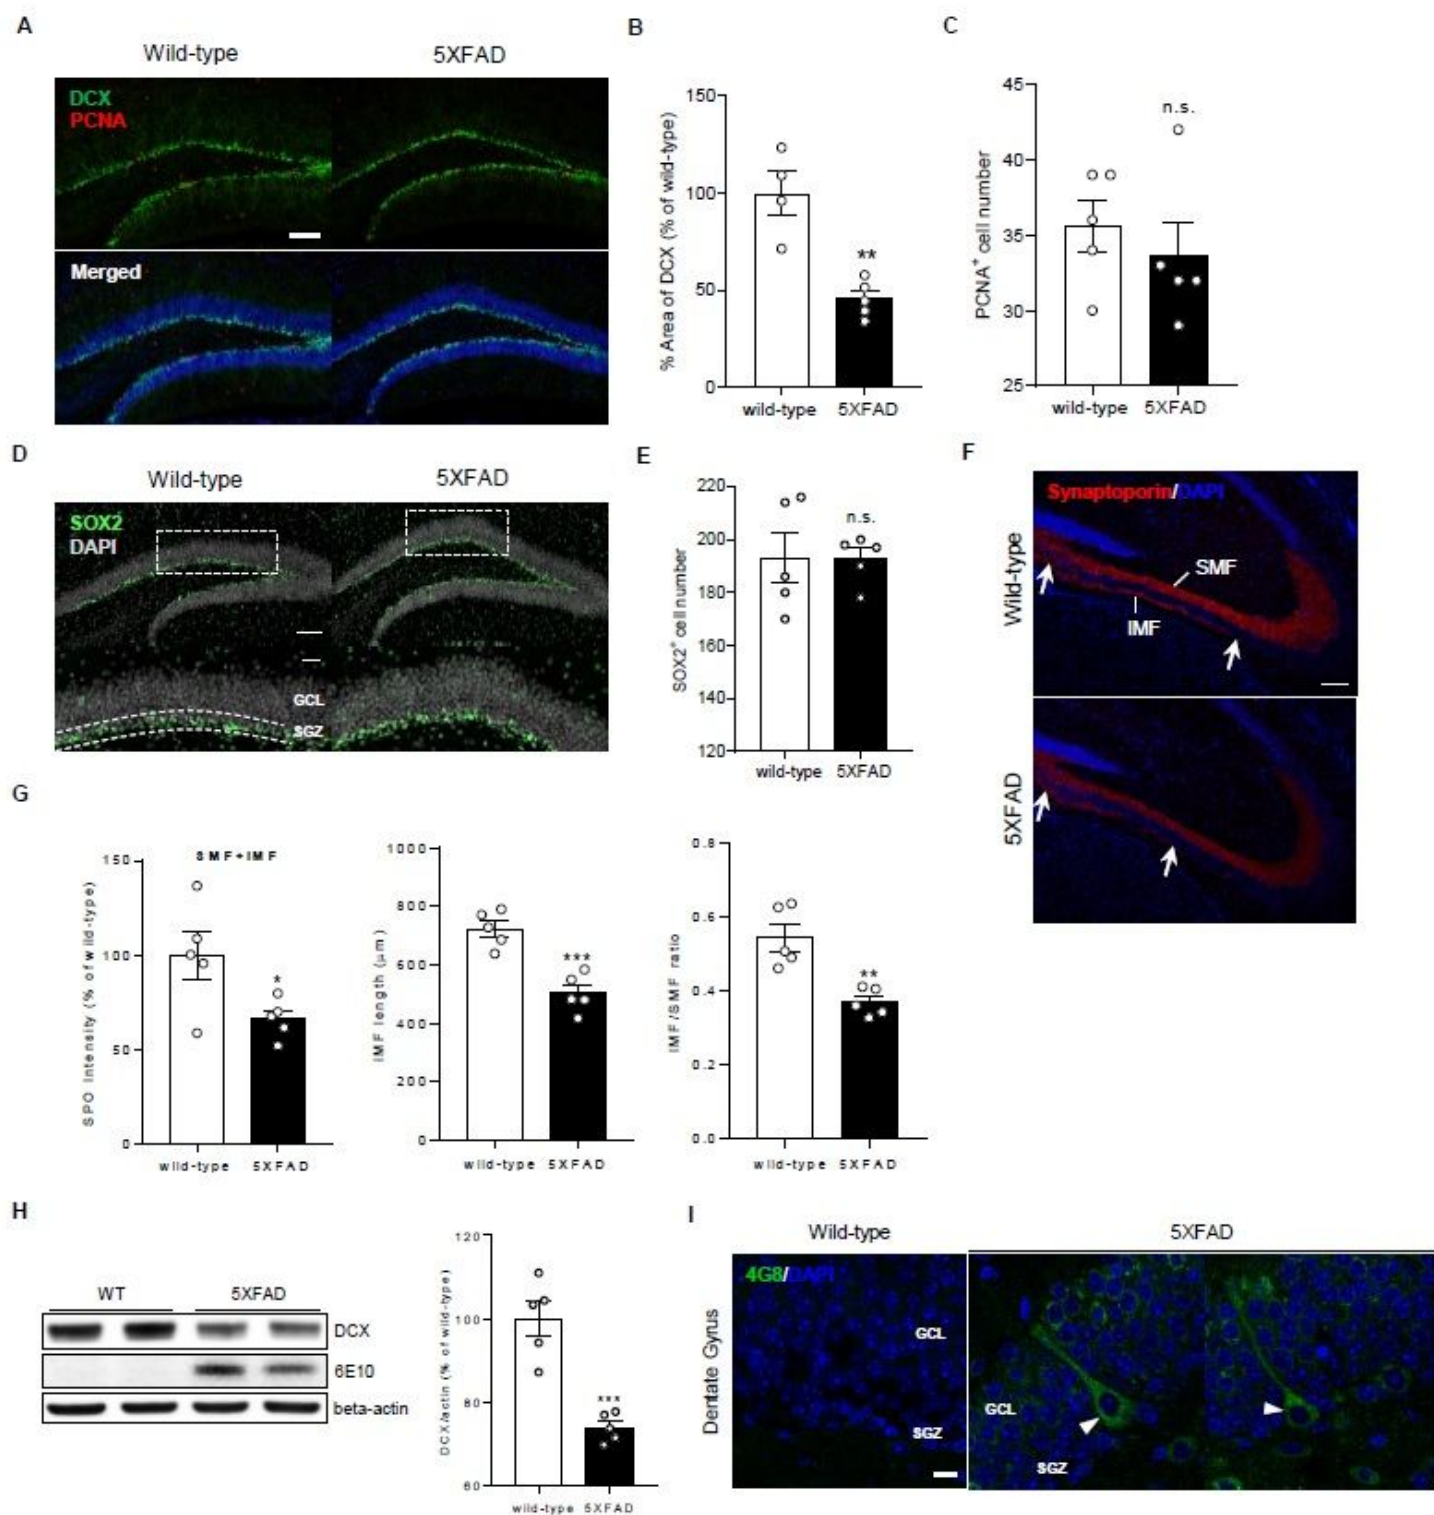 A
Wild-type
5XFAD
DCX
PCNA
Merged
B
% Area of DCX (% of wild-type)
150
100
50
0
**
wild-type
5XFAD
C
PCNA+ cell number
45
40
35
30
25
n.s.
wild-type
5XFAD
D
Wild-type
5XFAD
SOX2
DAPI
GCL
SGZ
E
SOX2+ cell number
220
200
180
160
140
120
n.s.
wild-type
5XFAD
F
Wild-type
Synaptoporin/DAPI
SMF
IMF
5XFAD
G
SPO Intensity (% of wild-type)
SMF+IMF
150
100
50
0
*
wild-type
5XFAD
IMF length (μm)
1000
800
600
400
200
0
***
wild-type
5XFAD
IMF/SMF ratio
0.8
0.6
0.4
0.2
0.0
**
wild-type
5XFAD
H
WT
5XFAD
DCX
6E10
beta-actin
DCX/actin (% of wild-type)
120
100
80
60
***
wild-type
5XFAD
I
Wild-type
5XFAD
Dentate Gyrus
4G8/DAPI
GCL
SGZ
GCL
SGZ